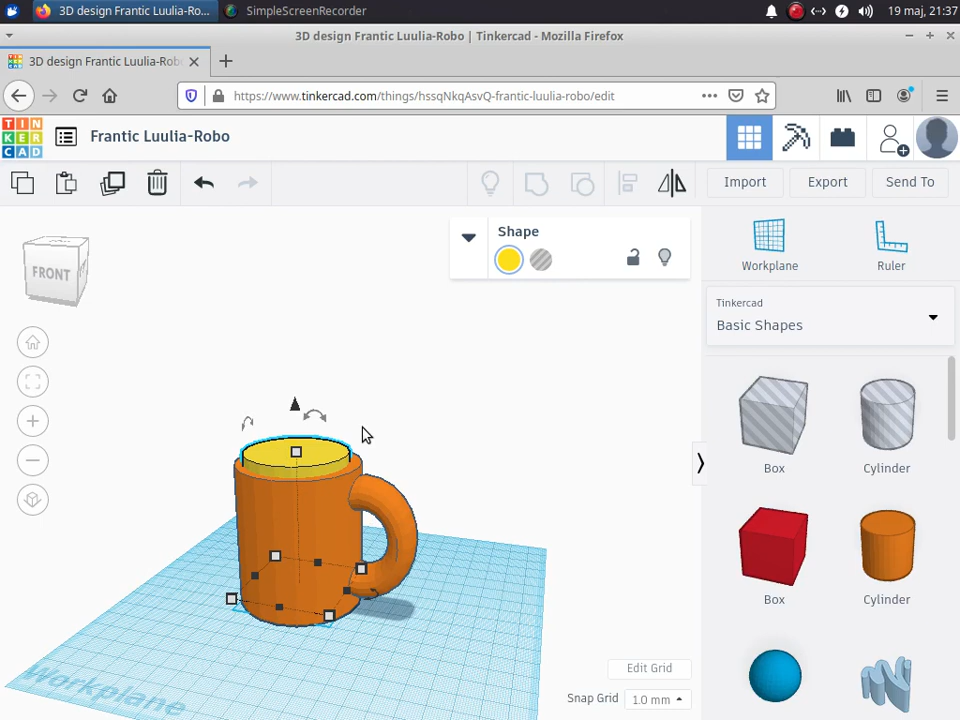 3D design Frantic Luulia-Ro...
SimpleScreenRecorder
19 maj, 21:37
3D design Frantic Luulia-Robo | Tinkercad - Mozilla Firefox
3D design Frantic Luulia-Rob
https://www.tinkercad.com/things/hssqNkqAsvQ-frantic-luulia-robo/edit
TIN
KER
CAD
Frantic Luulia-Robo
Import
Export
Send To
Shape
FRONT
Workplane
Ruler
Tinkercad
Basic Shapes
Box
Cylinder
Box
Cylinder
Workplane
Edit Grid
Snap Grid
1.0 mm